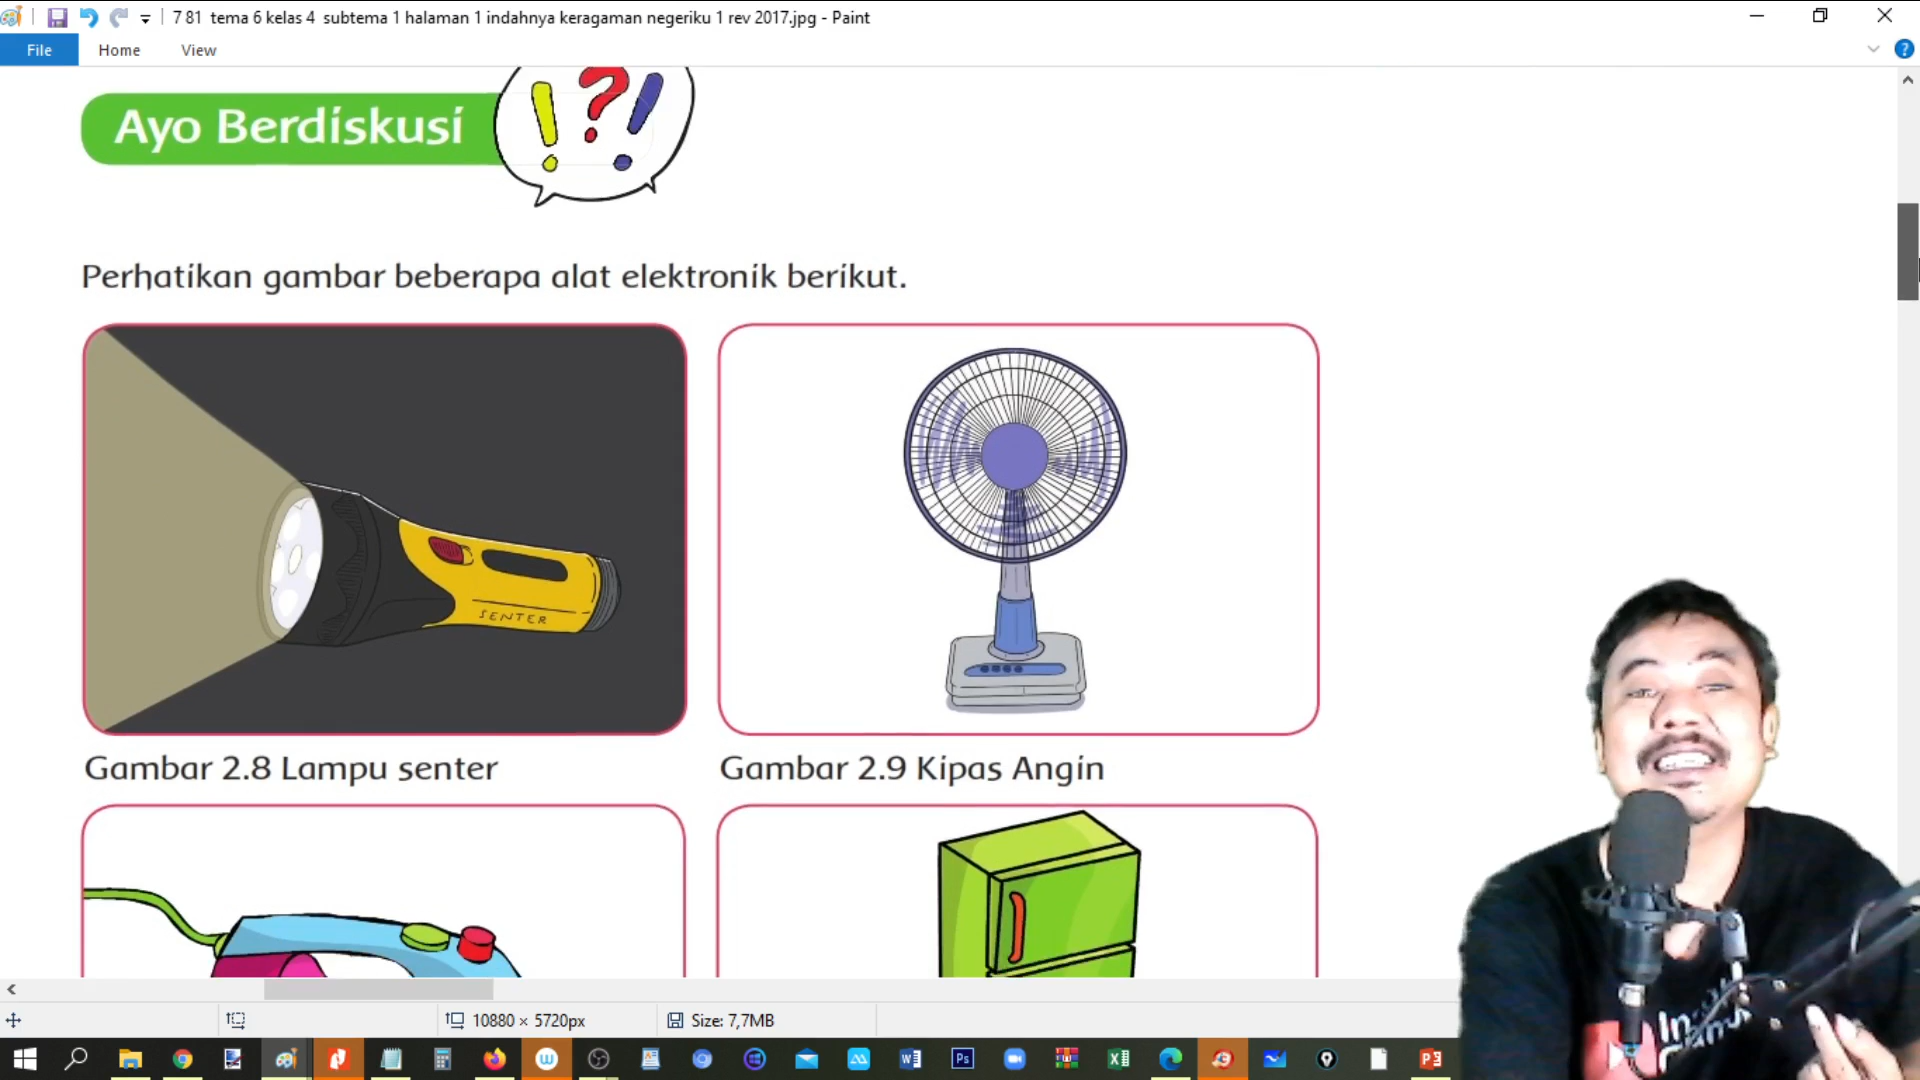 7 81 tema 6 kelas 4 subtema 1 halaman 1 indahnya keragaman negeriku 1 rev 2017.jpg - Paint
File Home View
Ayo Berdiskusi
Perhatikan gambar beberapa alat elektronik berikut.
SENTER
Gambar 2.8 Lampu senter
Gambar 2.9 Kipas Angin
10880 × 5720px
Size: 7,7MB